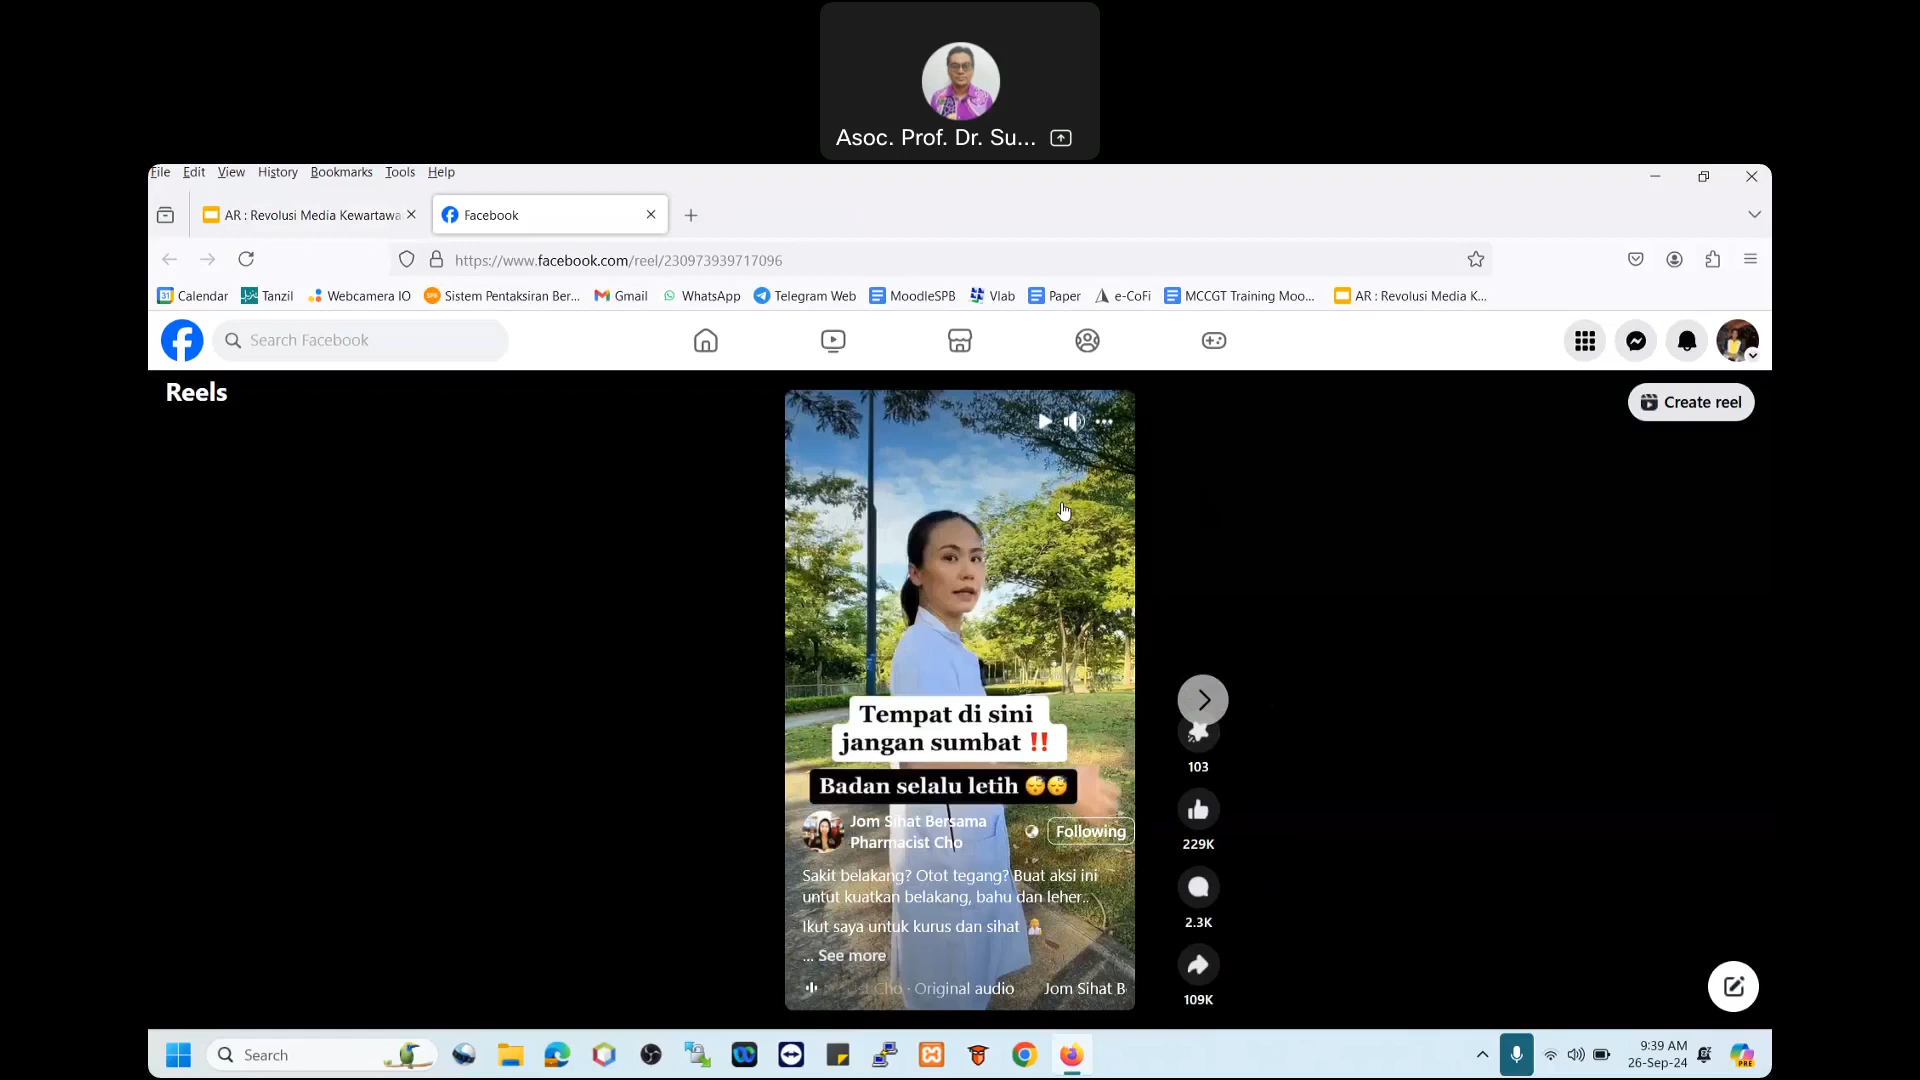 Asoc. Prof. Dr. Su...
File Edit View History Bookmarks Tools Help
AR : Revolusi Media Kewartawa
Facebook
https://www.facebook.com/reel/230973939717096
Calendar Tanzil Webcamera IO Sistem Pentaksiran Ber... Gmail WhatsApp Telegram Web MoodleSPB Vlab Paper e-CoFi MCCGT Training Moo... AR : Revolusi Media K...
Search Facebook
Reels
Create reel
Tempat di sini
jangan sumbat ‼️
Badan selalu letih 😴😴
Jom Sihat Bersama
Pharmacist Cho
Following
Sakit belakang? Otot tegang? Buat aksi ini
untut kuatkan belakang, bahu dan leher..
Ikut saya untuk kurus dan sihat
... See more
Cho · Original audio Jom Sihat B
103
229K
2.3K
109K
Search
9:39 AM
26-Sep-24
PRE